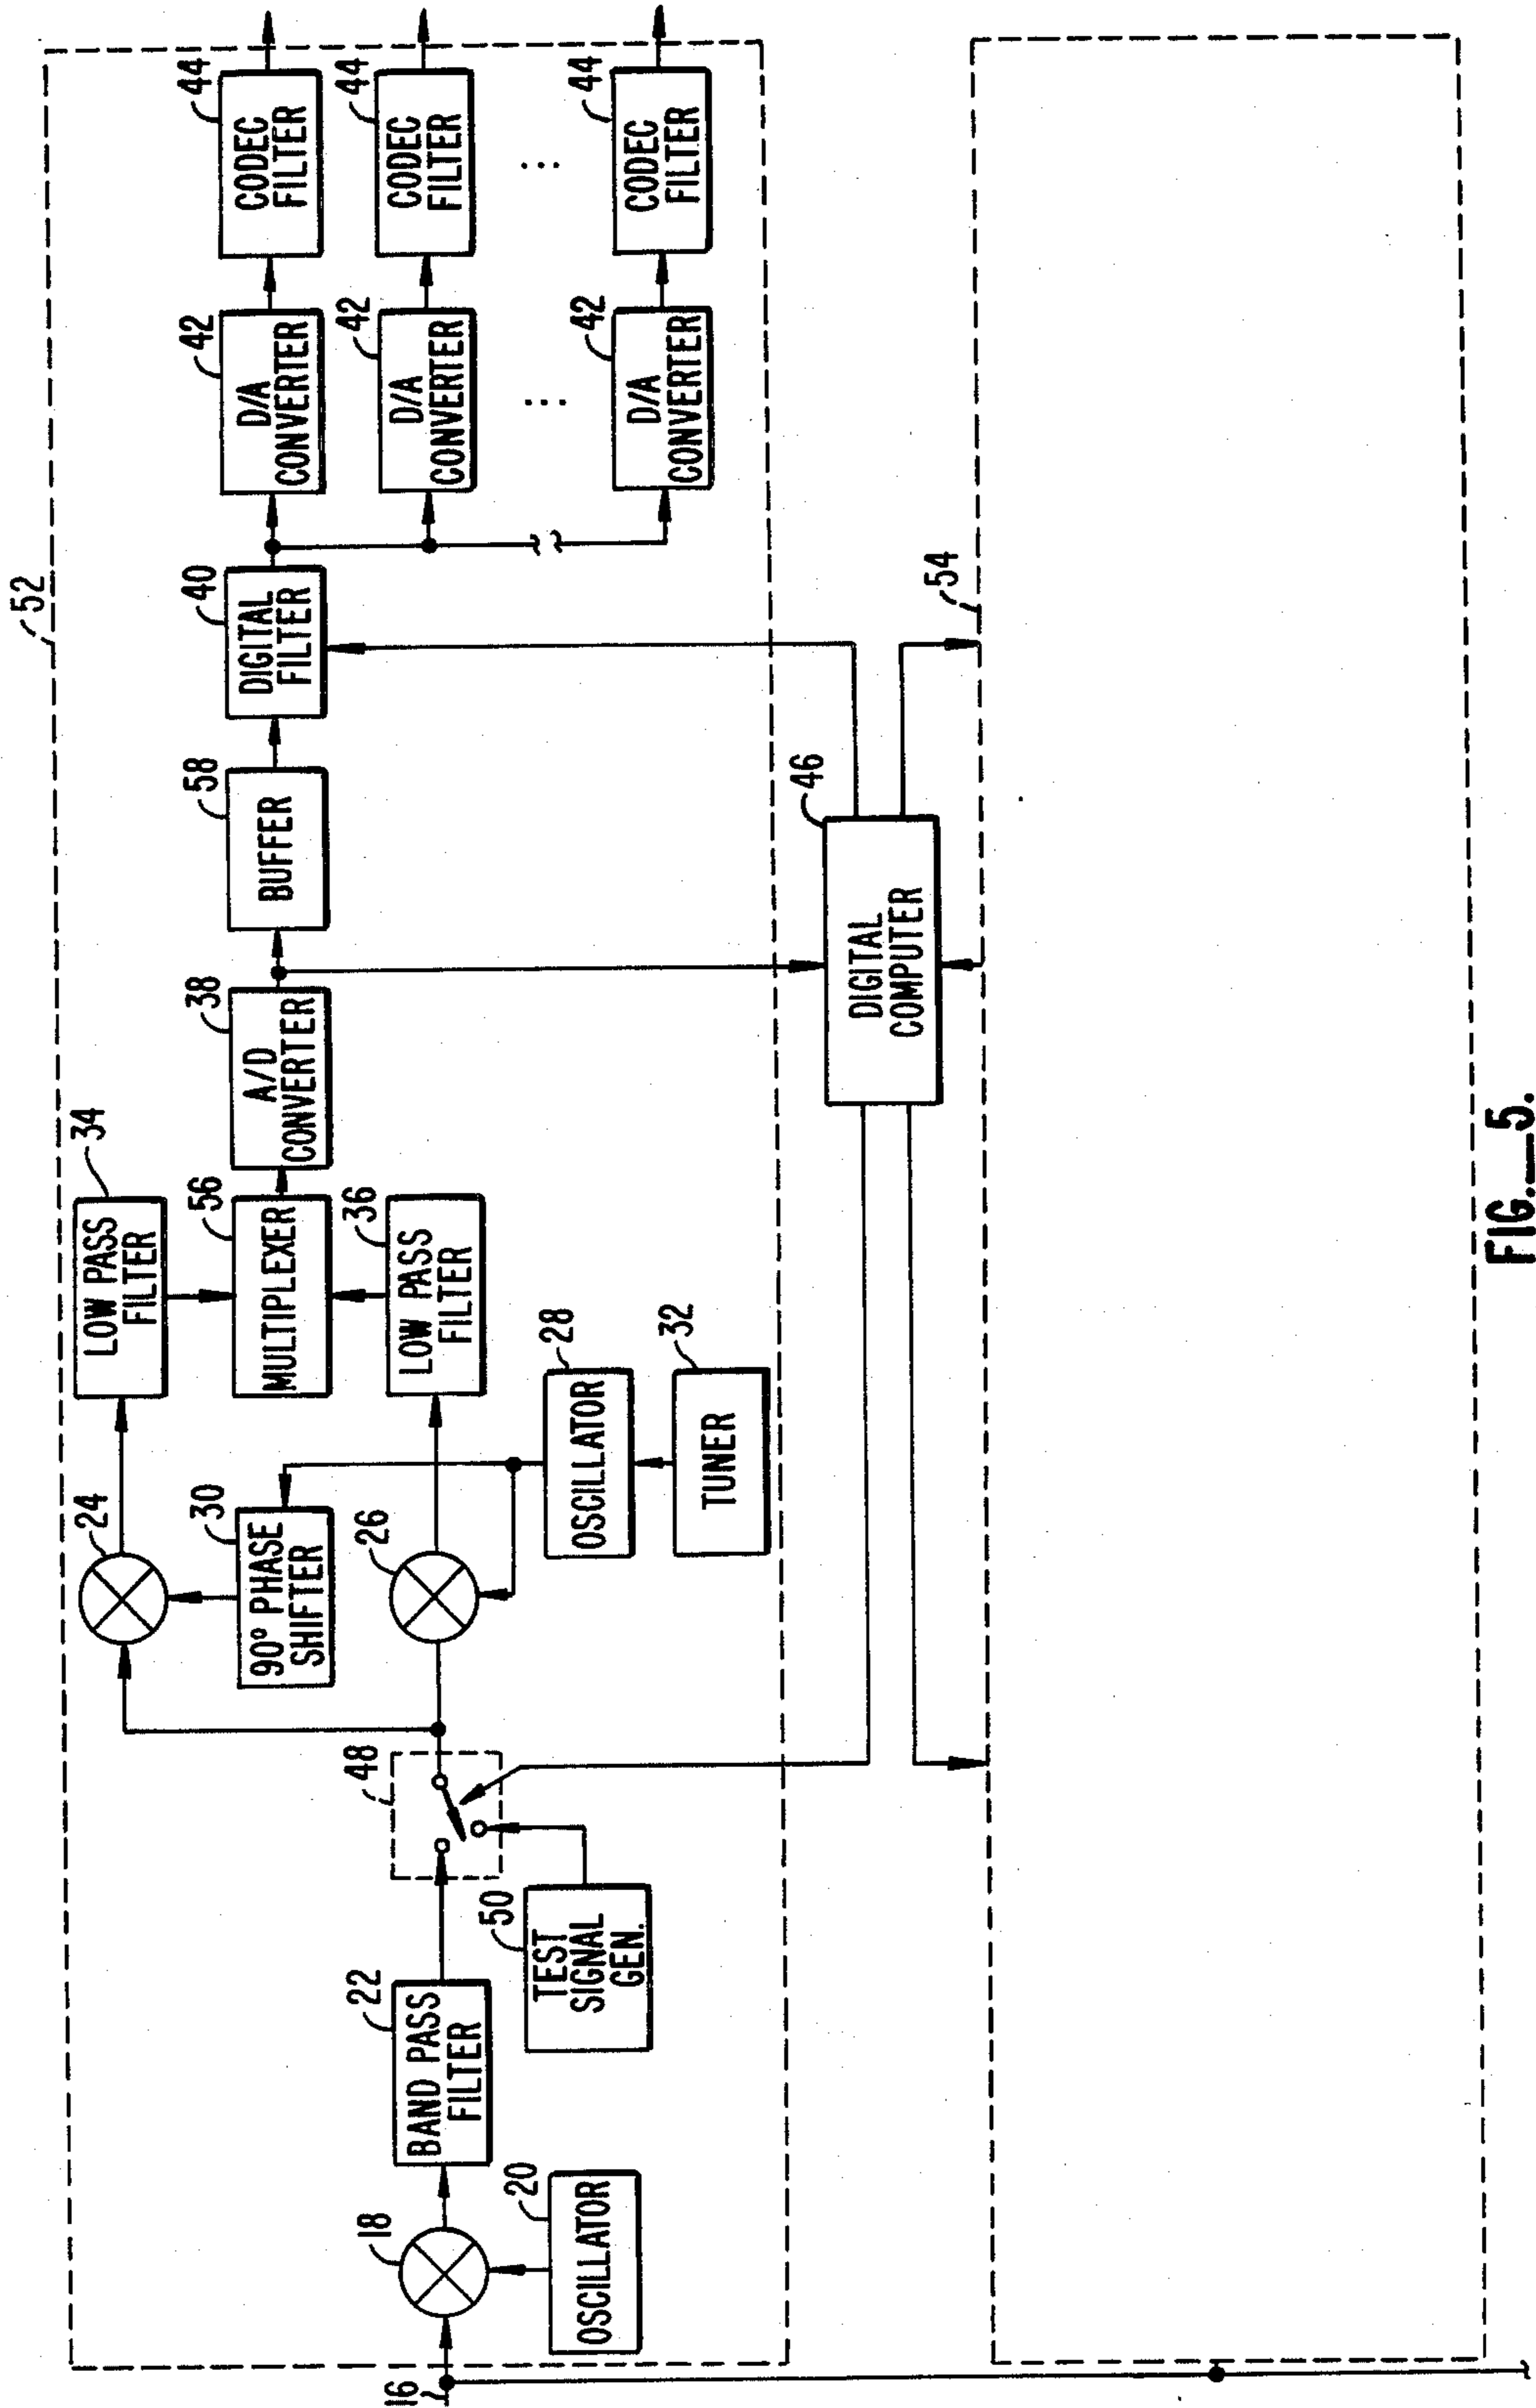 52
34
LOW PASS
FILTER
24
30
90° PHASE
SHIFTER
56
MULTIPLEXER
38
A/D
CONVERTER
58
BUFFER
40
DIGITAL
FILTER
42
D/A
CONVERTER
44
CODEC
FILTER
42
D/A
CONVERTER
44
CODEC
FILTER
...
...
42
D/A
CONVERTER
44
CODEC
FILTER
16
18
20
OSCILLATOR
22
BAND PASS
FILTER
48
50
TEST
SIGNAL
GEN.
26
36
LOW PASS
FILTER
28
OSCILLATOR
32
TUNER
46
DIGITAL
COMPUTER
54
FIG._5.